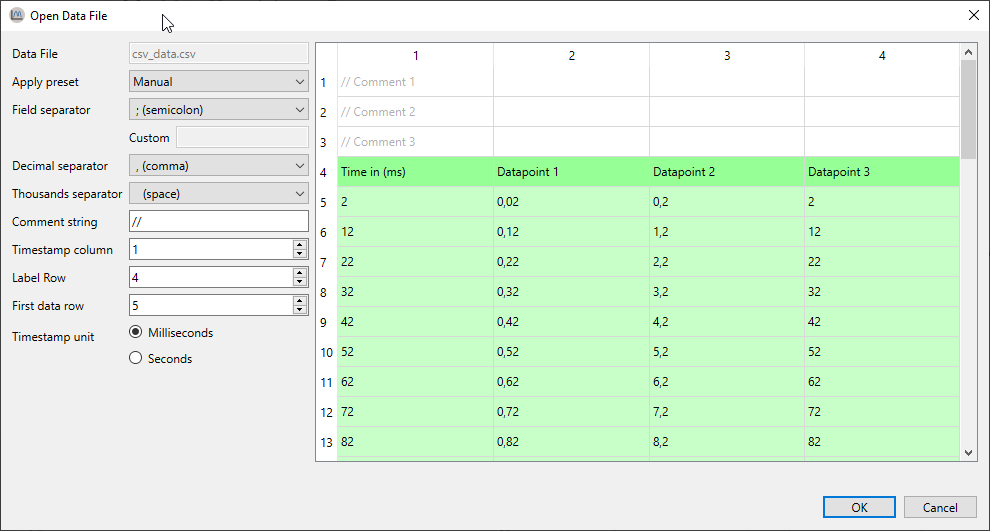 Open Data File
Data File csv_data.csv
Apply preset Manual
Field separator ; (semicolon)
Custom
Decimal separator , (comma)
Thousands separator (space)
Comment string //
Timestamp column 1
Label Row 4
First data row 5
Timestamp unit Milliseconds
Seconds
1 2 3 4
1 // Comment 1
2 // Comment 2
3 // Comment 3
4 Time in (ms) Datapoint 1 Datapoint 2 Datapoint 3
5 2 0,02 0,2 2
6 12 0,12 1,2 12
7 22 0,22 2,2 22
8 32 0,32 3,2 32
9 42 0,42 4,2 42
10 52 0,52 5,2 52
11 62 0,62 6,2 62
12 72 0,72 7,2 72
13 82 0,82 8,2 82
OK Cancel